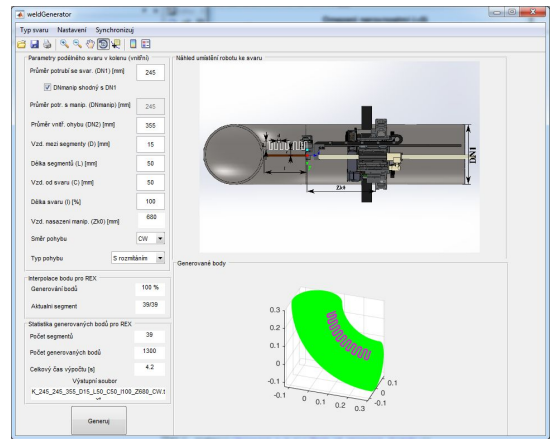 weldGenerator
Typ svaru Nastavení Synchronizuj
Parametry podélného svaru v kolenu (vnitřní)
Průměr potrubí se svar. (DN1) [mm] 245
DNmanip shodný s DN1
Průměr potr. s manip. (DNmanip) [mm] 245
Průměr vnitř. ohybu (DN2) [mm] 355
Vzd. mezi segmenty (D) [mm] 15
Délka segmentů (L) [mm] 50
Vzd. od svaru (C) [mm] 50
Délka svaru (l) [%] 100
Vzd. nasazení manip. (Zk0) [mm] 680
Směr pohybu CW
Typ pohybu S rozmítáním
Interpolace bodu pro REX
Generování bodů 100 %
Aktualni segment 39/39
Statistika generovaných bodů pro REX
Počet segmentů 39
Počet generovaných bodů 1300
Celkový čas výpočtu [s] 4.2
Výstupní soubor
K_245_245_355_D15_L50_C50_l100_Z680_CW.t
Generuj
Náhled umístění robotu ke svaru
DN1
Zk0
Generované body
0.3
0.2
0.1
0
-0.1
-0.1 0 0.1 0.2 0.3
-0.1
0
0.1